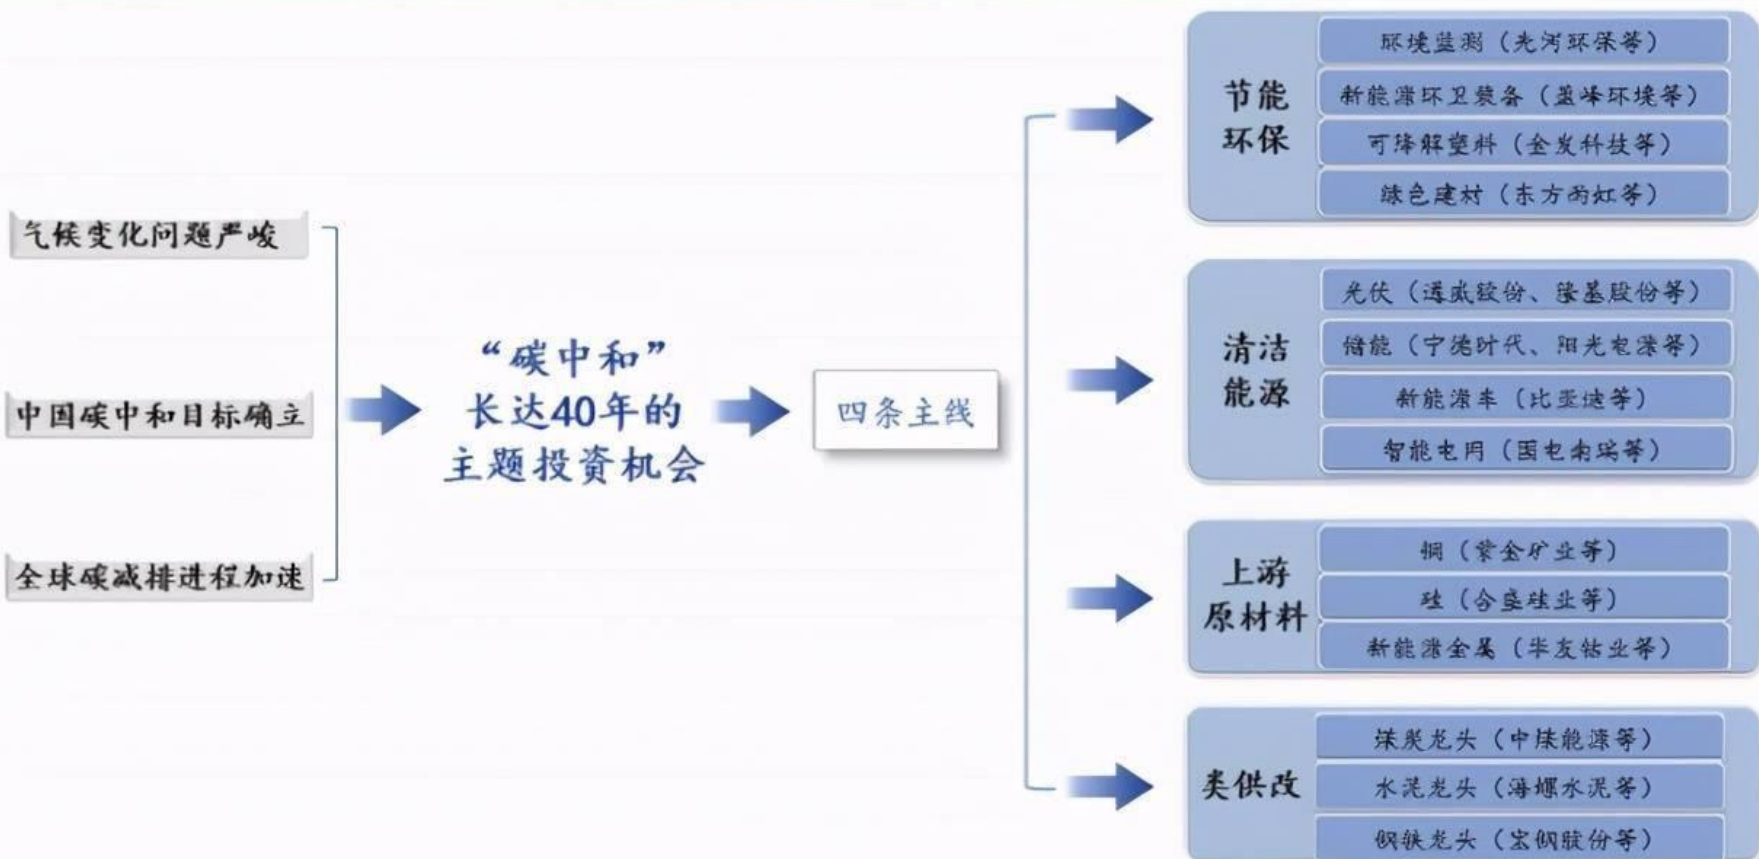 气候变化问题严峻
中国碳中和目标确立
全球碳减排进程加速
“碳中和”
长达40年的
主题投资机会
四条主线
节能
环保
环境监测（先河环保等）
新能源环卫装备（盈峰环境等）
可降解塑料（金发科技等）
绿色建材（东方雨虹等）
清洁
能源
光伏（通威股份、隆基股份等）
储能（宁德时代、阳光电源等）
新能源车（比亚迪等）
智能电网（国电南瑞等）
上游
原材料
铜（紫金矿业等）
硅（合盛硅业等）
新能源金属（华友钴业等）
类供改
煤炭龙头（中煤能源等）
水泥龙头（海螺水泥等）
钢铁龙头（宝钢股份等）